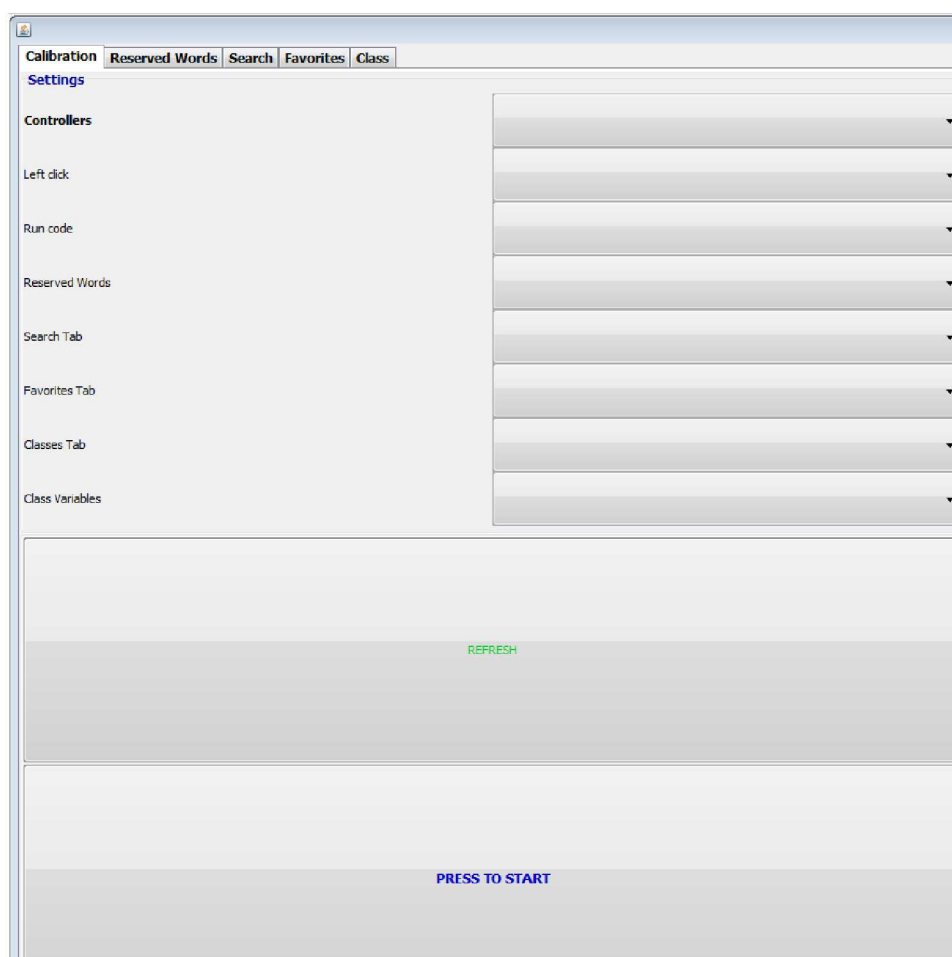 Calibration Reserved Words Search Favorites Class
Settings
Controllers
Left click
Run code
Reserved Words
Search Tab
Favorites Tab
Classes Tab
Class Variables
REFRESH
PRESS TO START